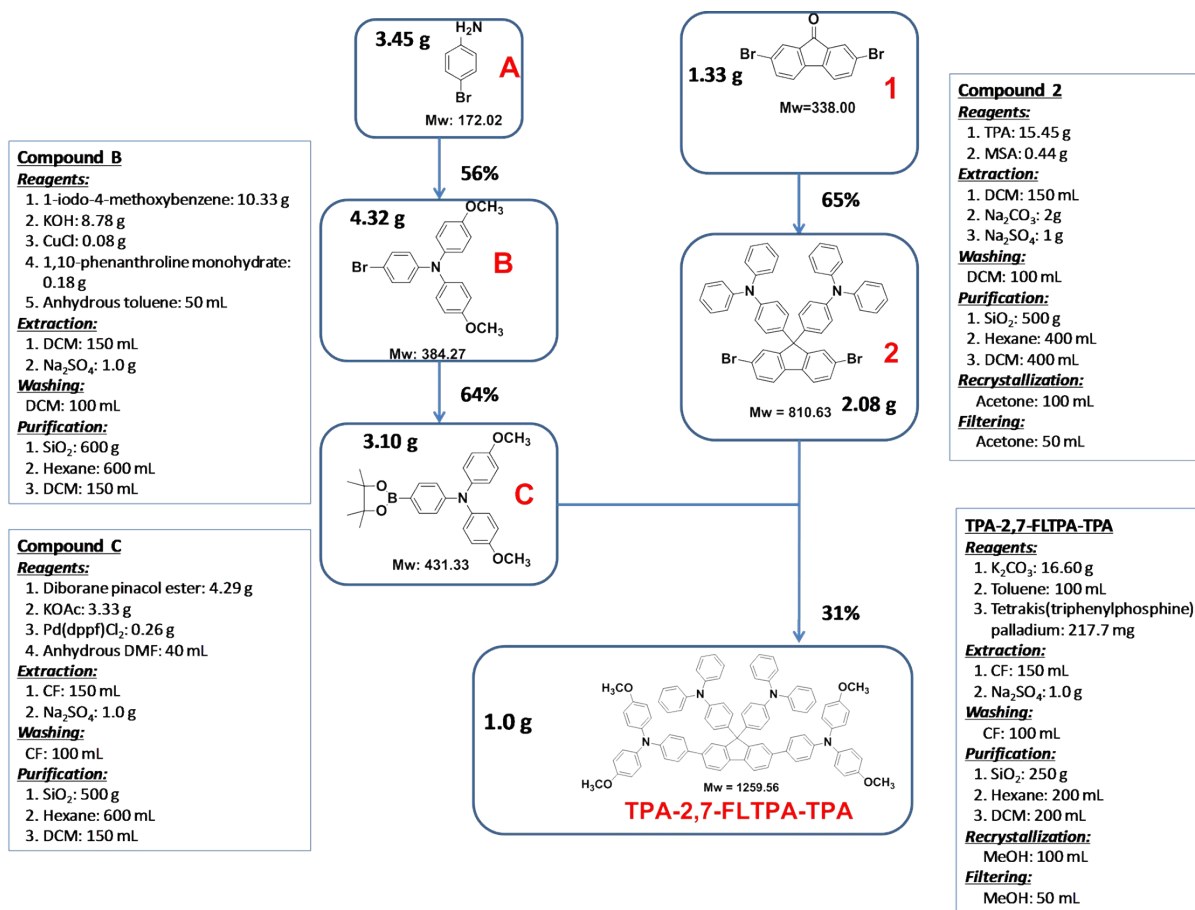 3.45 g
H₂N
Br
A
Mw: 172.02
56%
4.32 g
OCH₃
Br
N
OCH₃
B
Mw: 384.27
64%
3.10 g
OCH₃
O
B
O
N
OCH₃
C
Mw: 431.33
O
Br
Br
1.33 g
1
Mw=338.00
65%
N
N
Br
Br
2
Mw = 810.63
2.08 g
31%
1.0 g
H₃CO
N
N
OCH₃
N
N
H₃CO
OCH₃
Mw = 1259.56
TPA-2,7-FLTPA-TPA
Compound B
Reagents:
1. 1-iodo-4-methoxybenzene: 10.33 g
2. KOH: 8.78 g
3. CuCl: 0.08 g
4. 1,10-phenanthroline monohydrate:
0.18 g
5. Anhydrous toluene: 50 mL
Extraction:
1. DCM: 150 mL
2. Na₂SO₄: 1.0 g
Washing:
DCM: 100 mL
Purification:
1. SiO₂: 600 g
2. Hexane: 600 mL
3. DCM: 150 mL
Compound C
Reagents:
1. Diborane pinacol ester: 4.29 g
2. KOAc: 3.33 g
3. Pd(dppf)Cl₂: 0.26 g
4. Anhydrous DMF: 40 mL
Extraction:
1. CF: 150 mL
2. Na₂SO₄: 1.0 g
Washing:
CF: 100 mL
Purification:
1. SiO₂: 500 g
2. Hexane: 600 mL
3. DCM: 150 mL
Compound 2
Reagents:
1. TPA: 15.45 g
2. MSA: 0.44 g
Extraction:
1. DCM: 150 mL
2. Na₂CO₃: 2g
3. Na₂SO₄: 1 g
Washing:
DCM: 100 mL
Purification:
1. SiO₂: 500 g
2. Hexane: 400 mL
3. DCM: 400 mL
Recrystallization:
Acetone: 100 mL
Filtering:
Acetone: 50 mL
TPA-2,7-FLTPA-TPA
Reagents:
1. K₂CO₃: 16.60 g
2. Toluene: 100 mL
3. Tetrakis(triphenylphosphine)
palladium: 217.7 mg
Extraction:
1. CF: 150 mL
2. Na₂SO₄: 1.0 g
Washing:
CF: 100 mL
Purification:
1. SiO₂: 250 g
2. Hexane: 200 mL
3. DCM: 200 mL
Recrystallization:
MeOH: 100 mL
Filtering:
MeOH: 50 mL